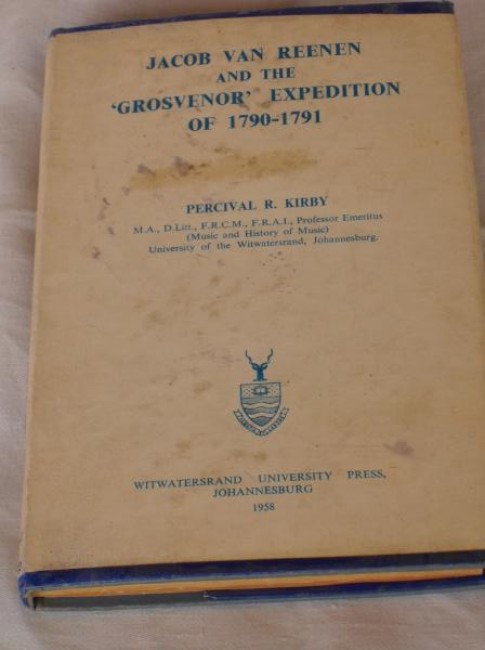 JACOB VAN REENEN
AND THE
'GROSVENOR' EXPEDITION
OF 1790-1791
PERCIVAL R. KIRBY
M.A., D.Litt., F.R.C.M., F.R.A.I., Professor Emeritus
(Music and History of Music)
University of the Witwatersrand, Johannesburg.
WITWATERSRAND UNIVERSITY PRESS,
JOHANNESBURG
1958